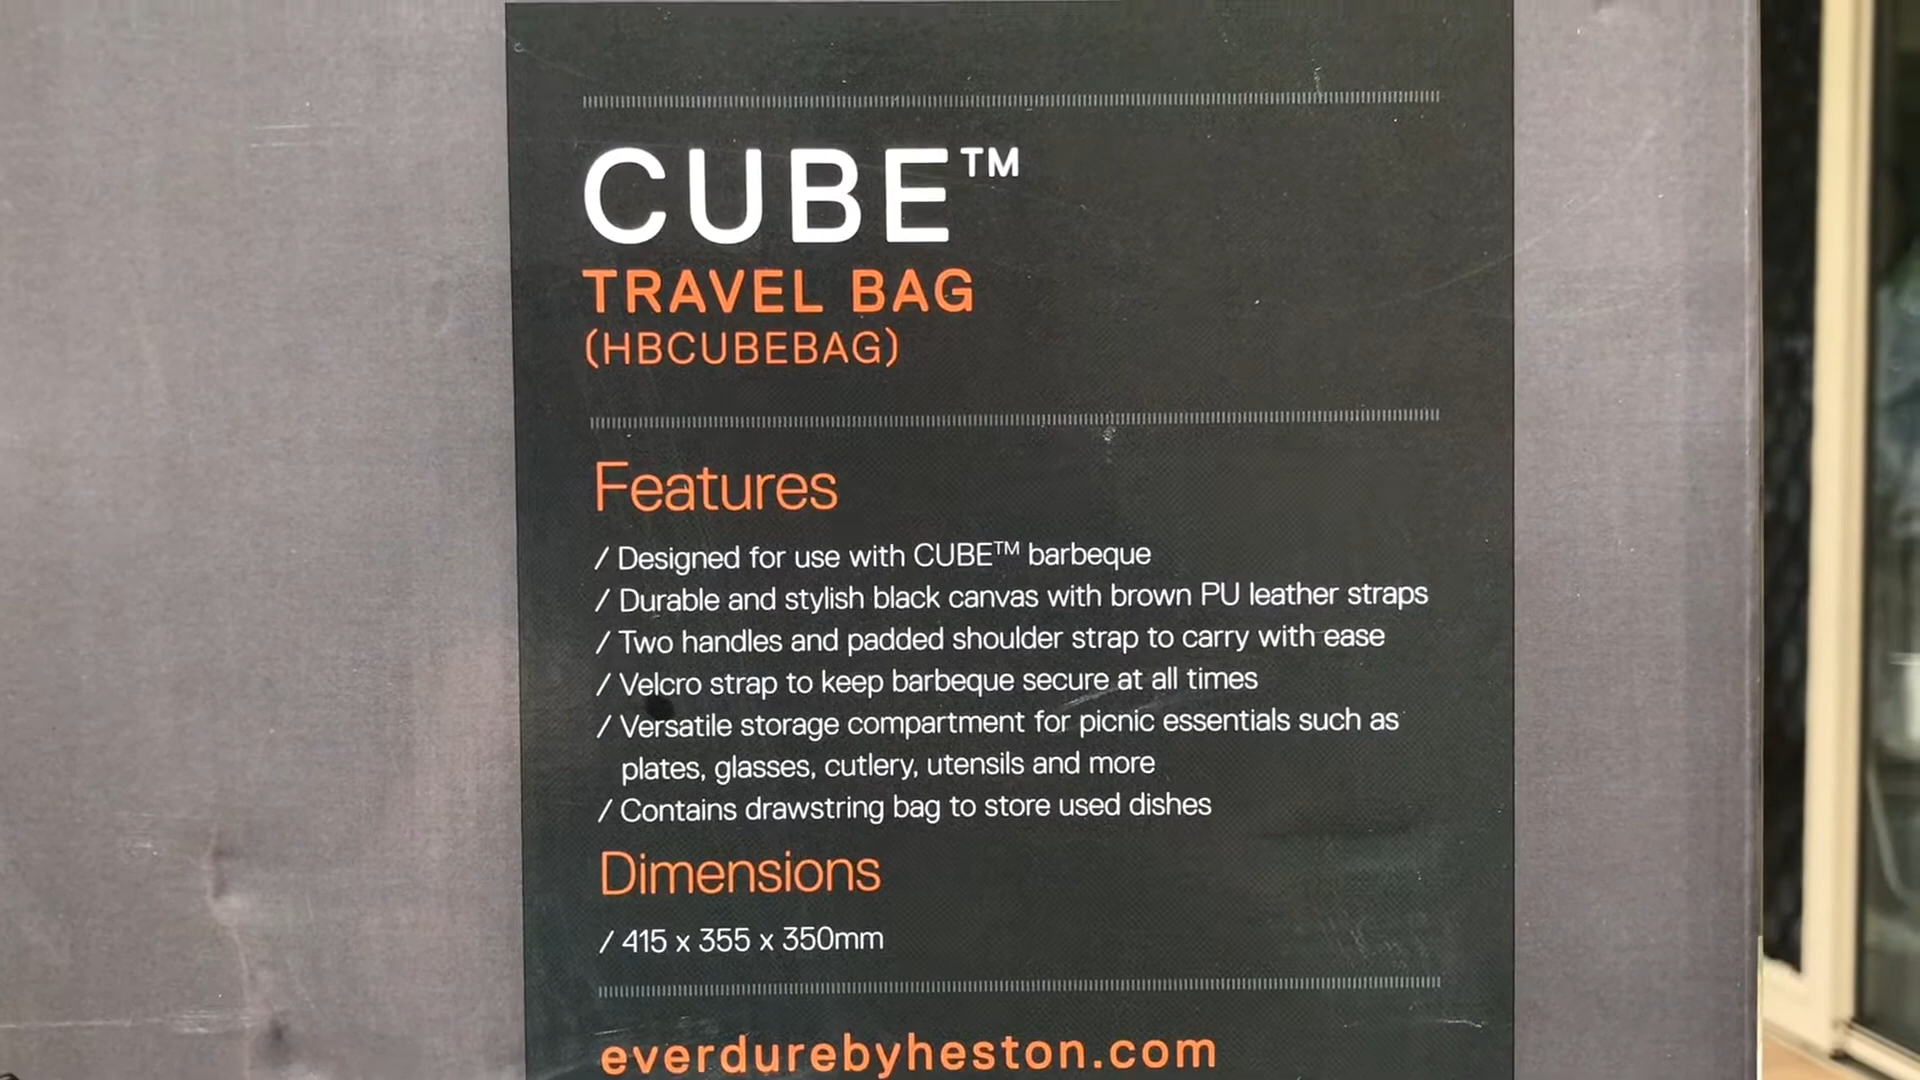 CUBE™
TRAVEL BAG
(HBCUBEBAG)
Features
/ Designed for use with CUBE™ barbeque
/ Durable and stylish black canvas with brown PU leather straps
/ Two handles and padded shoulder strap to carry with ease
/ Velcro strap to keep barbeque secure at all times
/ Versatile storage compartment for picnic essentials such as
plates, glasses, cutlery, utensils and more
/ Contains drawstring bag to store used dishes
Dimensions
/ 415 x 355 x 350mm
everdurebyheston.com